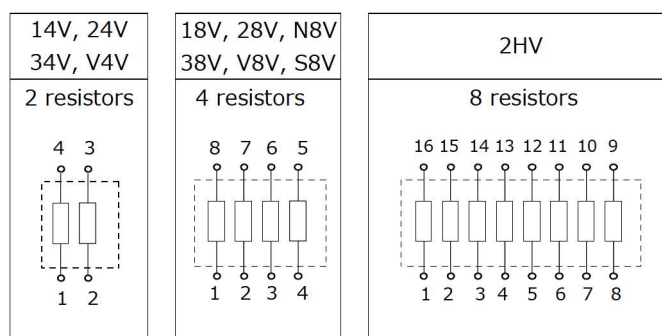 14V, 24V
34V, V4V
2 resistors
4 3
1 2
18V, 28V, N8V
38V, V8V, S8V
4 resistors
8 7 6 5
1 2 3 4
2HV
8 resistors
16 15 14 13 12 11 10 9
1 2 3 4 5 6 7 8